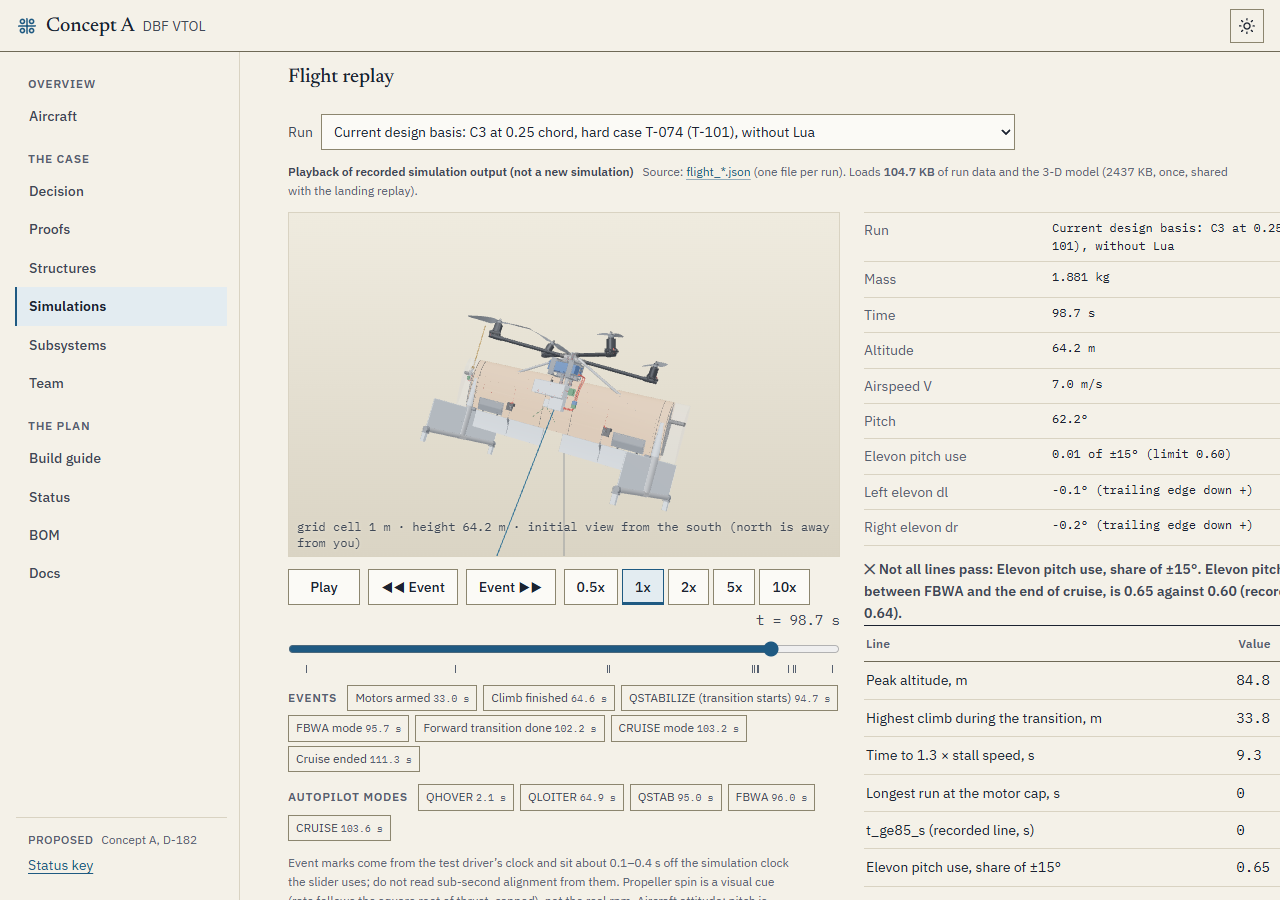 Concept A DBF VTOL
OVERVIEW
Aircraft
THE CASE
Decision
Proofs
Structures
Simulations
Subsystems
Team
THE PLAN
Build guide
Status
BOM
Docs
PROPOSED Concept A, D-182
Status key
Flight replay
Run Current design basis: C3 at 0.25 chord, hard case T-074 (T-101), without Lua
Playback of recorded simulation output (not a new simulation) Source: flight_*.json (one file per run). Loads 104.7 KB of run data and the 3-D model (2437 KB, once, shared
with the landing replay).
grid cell 1 m · height 64.2 m · initial view from the south (north is away
from you)
Play ◀◀ Event Event ▶▶ 0.5x 1x 2x 5x 10x
t = 98.7 s
EVENTS Motors armed 33.0 s Climb finished 64.6 s QSTABILIZE (transition starts) 94.7 s
FBWA mode 95.7 s Forward transition done 102.2 s CRUISE mode 103.2 s
Cruise ended 111.3 s
AUTOPILOT MODES QHOVER 2.1 s QLOITER 64.9 s QSTAB 95.0 s FBWA 96.0 s
CRUISE 103.6 s
Event marks come from the test driver's clock and sit about 0.1–0.4 s off the simulation clock
the slider uses; do not read sub-second alignment from them. Propeller spin is a visual cue
(rate follows the square root of thrust, capped), not the real rpm. Aircraft attitude: pitch is
Run Current design basis: C3 at 0.25
101), without Lua
Mass 1.881 kg
Time 98.7 s
Altitude 64.2 m
Airspeed V 7.0 m/s
Pitch 62.2°
Elevon pitch use 0.01 of ±15° (limit 0.60)
Left elevon dl -0.1° (trailing edge down +)
Right elevon dr -0.2° (trailing edge down +)
✕ Not all lines pass: Elevon pitch use, share of ±15°. Elevon pitch
between FBWA and the end of cruise, is 0.65 against 0.60 (recor
0.64).
Line Value
Peak altitude, m 84.8
Highest climb during the transition, m 33.8
Time to 1.3 × stall speed, s 9.3
Longest run at the motor cap, s 0
t_ge85_s (recorded line, s) 0
Elevon pitch use, share of ±15° 0.65